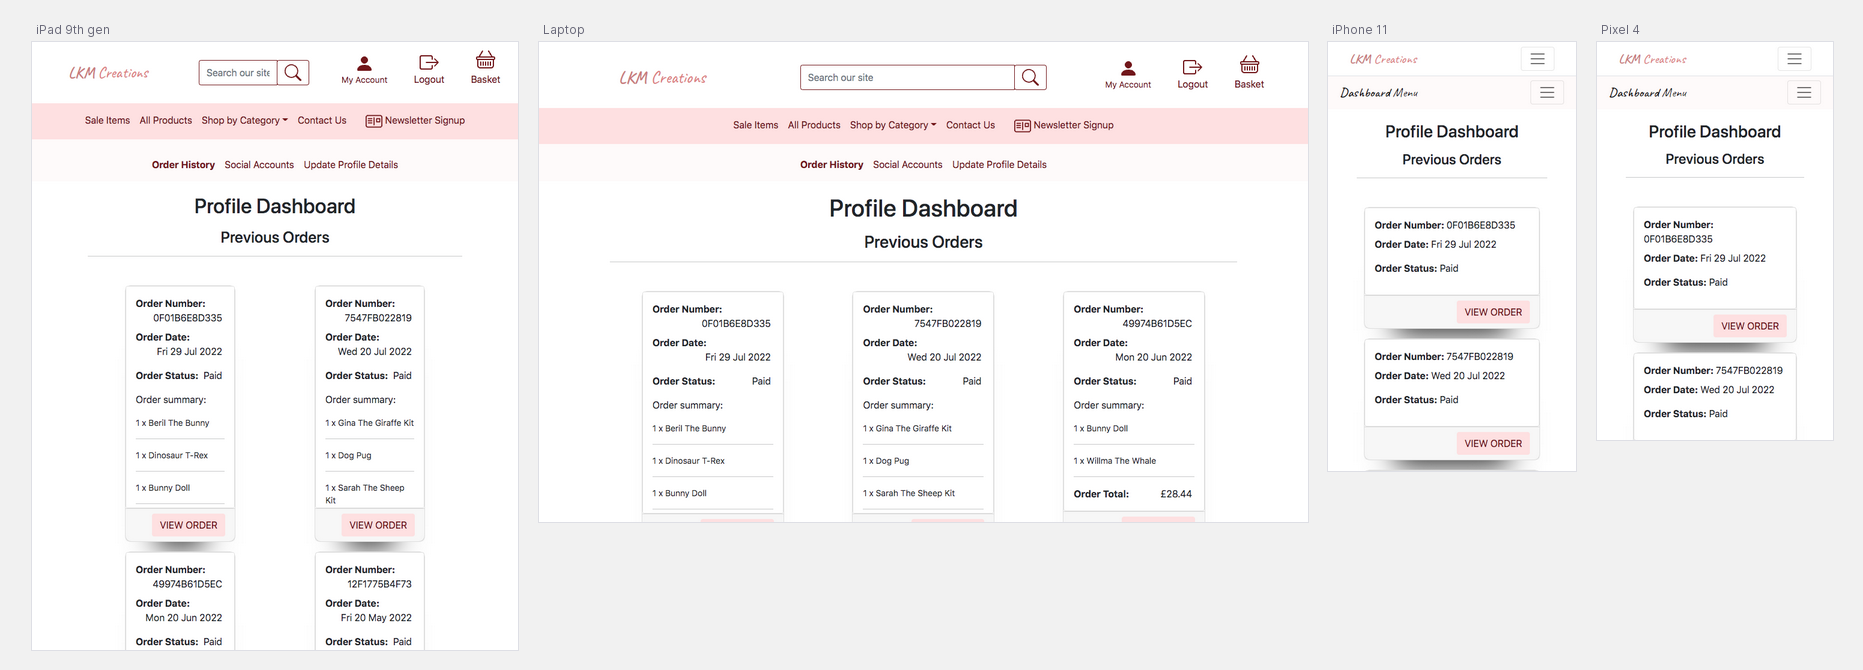 iPad 9th gen
LKM Creations
Search our site
My Account
Logout
Basket
Sale Items All Products Shop by Category Contact Us Newsletter Signup
Order History Social Accounts Update Profile Details
Profile Dashboard
Previous Orders
Order Number:
0F01B6E8D335
Order Date:
Fri 29 Jul 2022
Order Status: Paid
Order summary:
1 x Beril The Bunny
1 x Dinosaur T-Rex
1 x Bunny Doll
VIEW ORDER
Order Number:
7547FB022819
Order Date:
Wed 20 Jul 2022
Order Status: Paid
Order summary:
1 x Gina The Giraffe Kit
1 x Dog Pug
1 x Sarah The Sheep
Kit
VIEW ORDER
Order Number:
49974B61D5EC
Order Date:
Mon 20 Jun 2022
Order Status: Paid
Order Number:
12F1775B4F73
Order Date:
Fri 20 May 2022
Order Status: Paid
Laptop
LKM Creations
Search our site
My Account
Logout
Basket
Sale Items All Products Shop by Category Contact Us Newsletter Signup
Order History Social Accounts Update Profile Details
Profile Dashboard
Previous Orders
Order Number:
0F01B6E8D335
Order Date:
Fri 29 Jul 2022
Order Status: Paid
Order summary:
1 x Beril The Bunny
1 x Dinosaur T-Rex
1 x Bunny Doll
Order Number:
7547FB022819
Order Date:
Wed 20 Jul 2022
Order Status: Paid
Order summary:
1 x Gina The Giraffe Kit
1 x Dog Pug
1 x Sarah The Sheep Kit
Order Number:
49974B61D5EC
Order Date:
Mon 20 Jun 2022
Order Status: Paid
Order summary:
1 x Bunny Doll
1 x Willma The Whale
Order Total: £28.44
iPhone 11
LKM Creations
Dashboard Menu
Profile Dashboard
Previous Orders
Order Number: 0F01B6E8D335
Order Date: Fri 29 Jul 2022
Order Status: Paid
VIEW ORDER
Order Number: 7547FB022819
Order Date: Wed 20 Jul 2022
Order Status: Paid
VIEW ORDER
Pixel 4
LKM Creations
Dashboard Menu
Profile Dashboard
Previous Orders
Order Number:
0F01B6E8D335
Order Date: Fri 29 Jul 2022
Order Status: Paid
VIEW ORDER
Order Number: 7547FB022819
Order Date: Wed 20 Jul 2022
Order Status: Paid